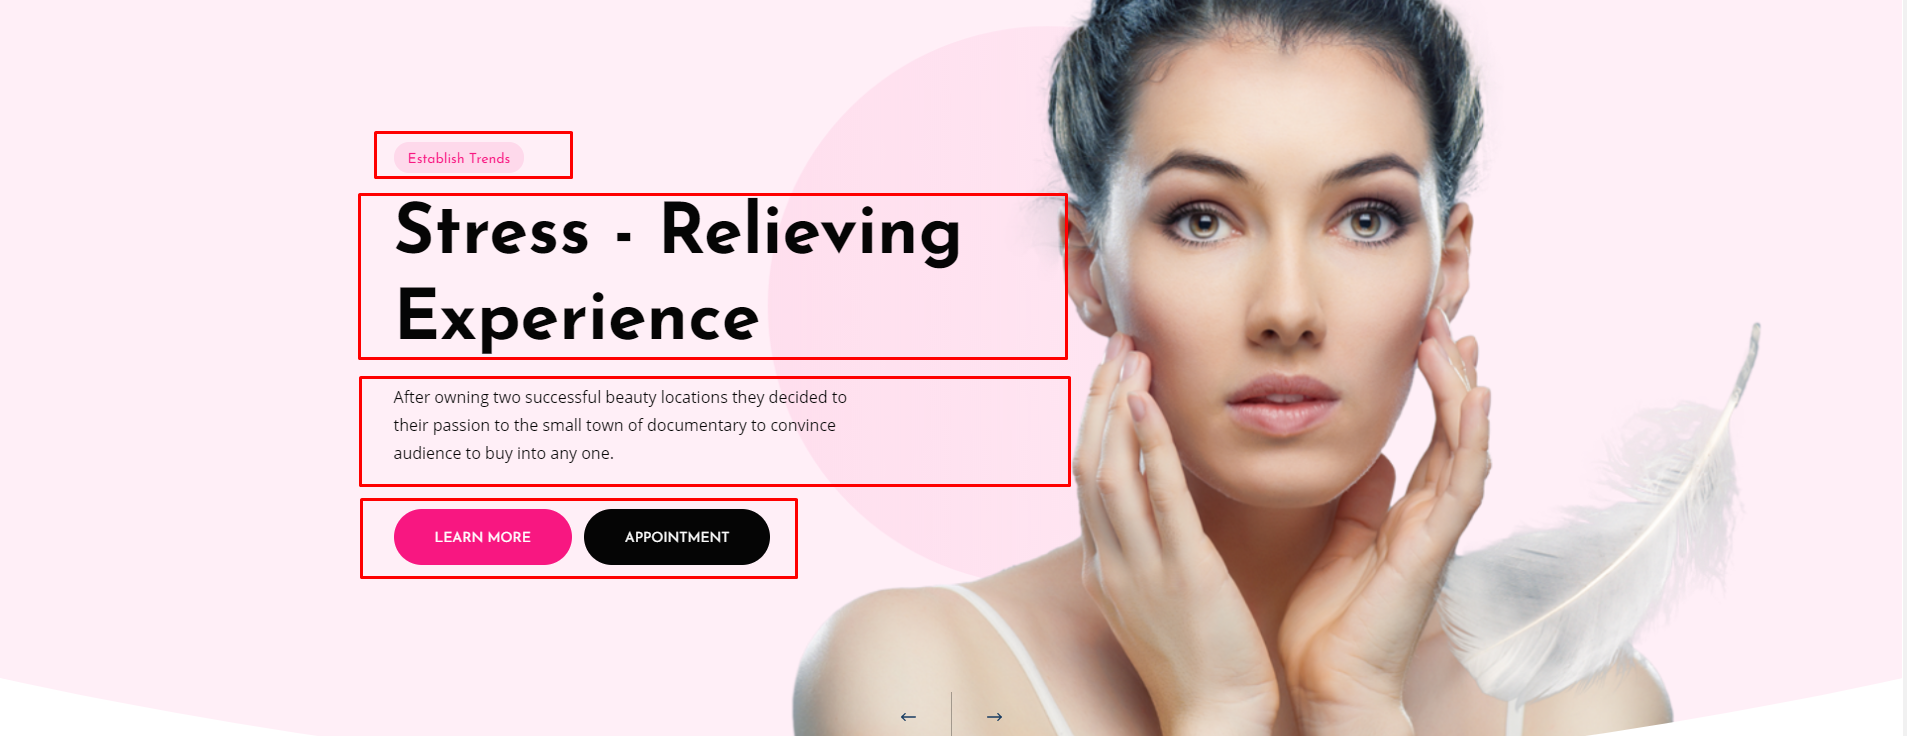 Establish Trends
Stress - Relieving
Experience
After owning two successful beauty locations they decided to
their passion to the small town of documentary to convince
audience to buy into any one.
LEARN MORE
APPOINTMENT